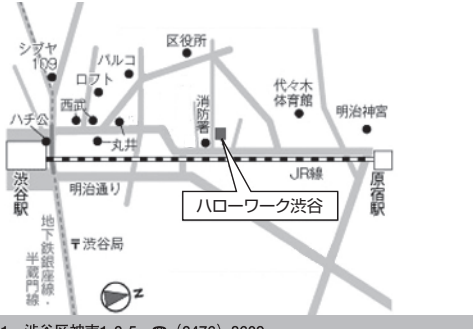 区役所
シブヤ
109
パルコ
ロフト
代々木
体育館
西武
消防署
明治神宮
ハチ公
丸井
渋谷駅
JR線
原宿駅
明治通り
ハローワーク渋谷
地下鉄銀座線・
半蔵門線
〒渋谷局
N